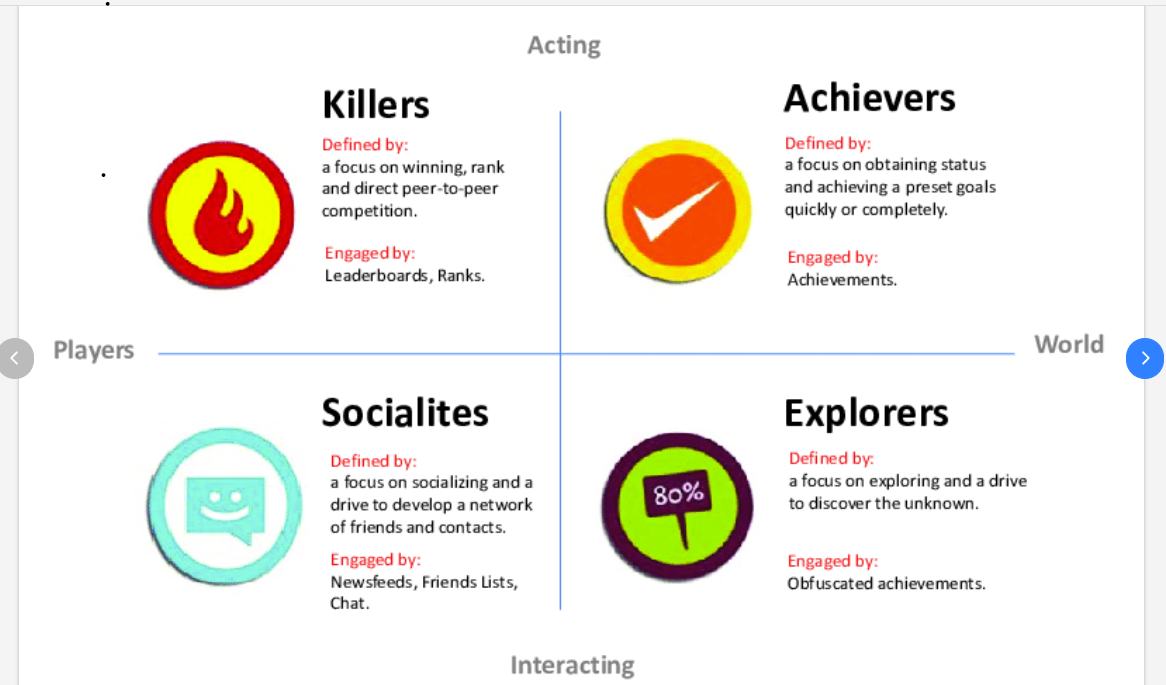 Acting
Killers
Defined by:
a focus on winning, rank
and direct peer-to-peer
competition.
Engaged by:
Leaderboards, Ranks.
Achievers
Defined by:
a focus on obtaining status
and achieving a preset goals
quickly or completely.
Engaged by:
Achievements.
Players
World
Socialites
Defined by:
a focus on socializing and a
drive to develop a network
of friends and contacts.
Engaged by:
Newsfeeds, Friends Lists,
Chat.
Explorers
80%
Defined by:
a focus on exploring and a drive
to discover the unknown.
Engaged by:
Obfuscated achievements.
Interacting